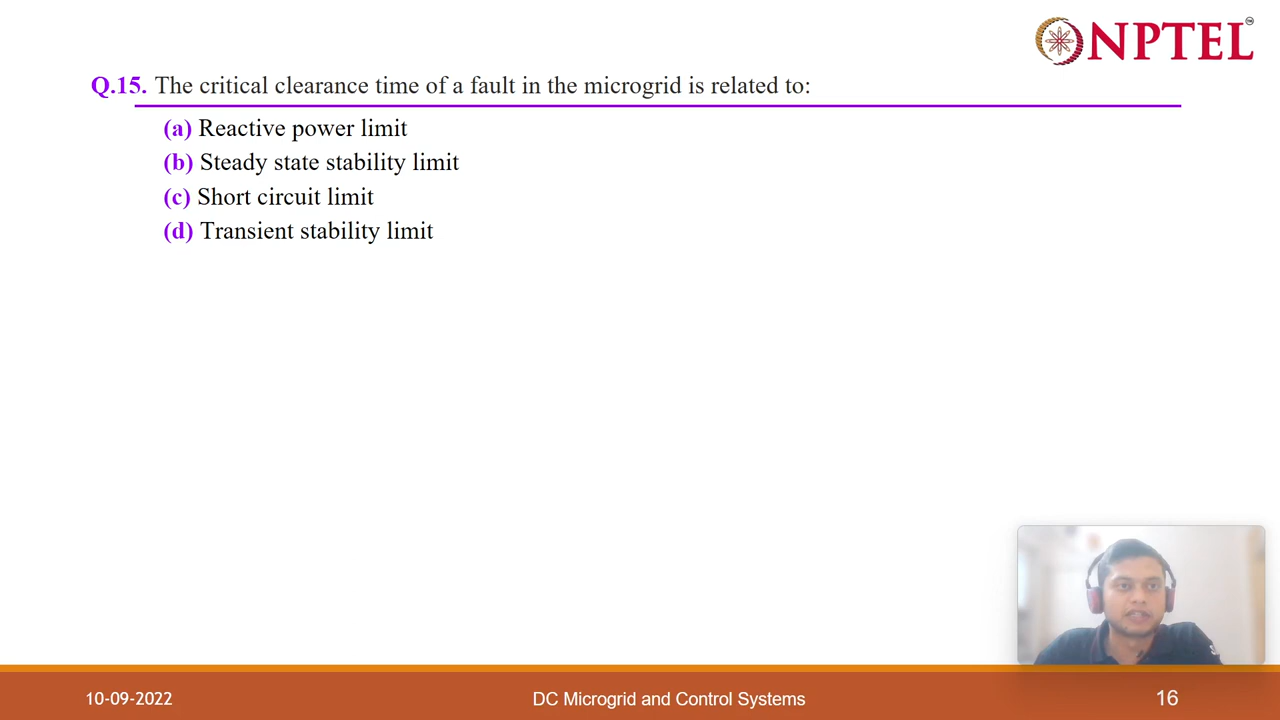 NPTEL
Q.15. The critical clearance time of a fault in the microgrid is related to:
(a) Reactive power limit
(b) Steady state stability limit
(c) Short circuit limit
(d) Transient stability limit
10-09-2022
DC Microgrid and Control Systems
16